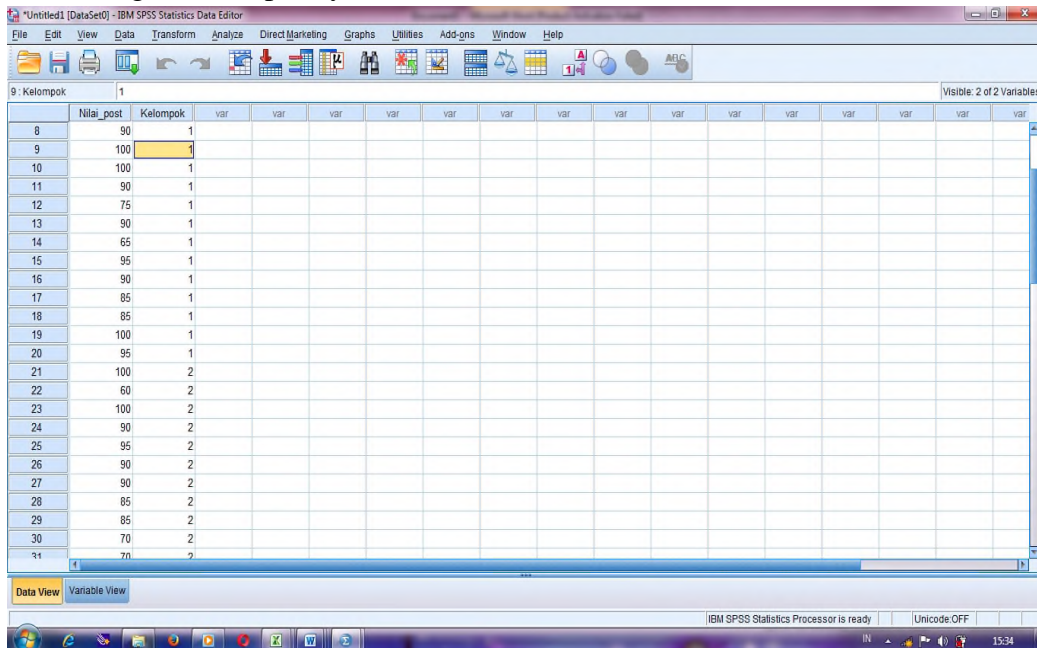 *Untitled1 [DataSet0] - IBM SPSS Statistics Data Editor
File Edit View Data Transform Analyze Direct Marketing Graphs Utilities Add-ons Window Help
9 : Kelompok 1 Visible: 2 of 2 Variables
Nilai_post Kelompok var var var var var var var var var var var var var var
8 90 1
9 100 1
10 100 1
11 90 1
12 75 1
13 90 1
14 65 1
15 95 1
16 90 1
17 85 1
18 85 1
19 100 1
20 95 1
21 100 2
22 60 2
23 100 2
24 90 2
25 95 2
26 90 2
27 90 2
28 85 2
29 85 2
30 70 2
31 70 2
Data View Variable View
IBM SPSS Statistics Processor is ready Unicode:OFF
IN 15:34